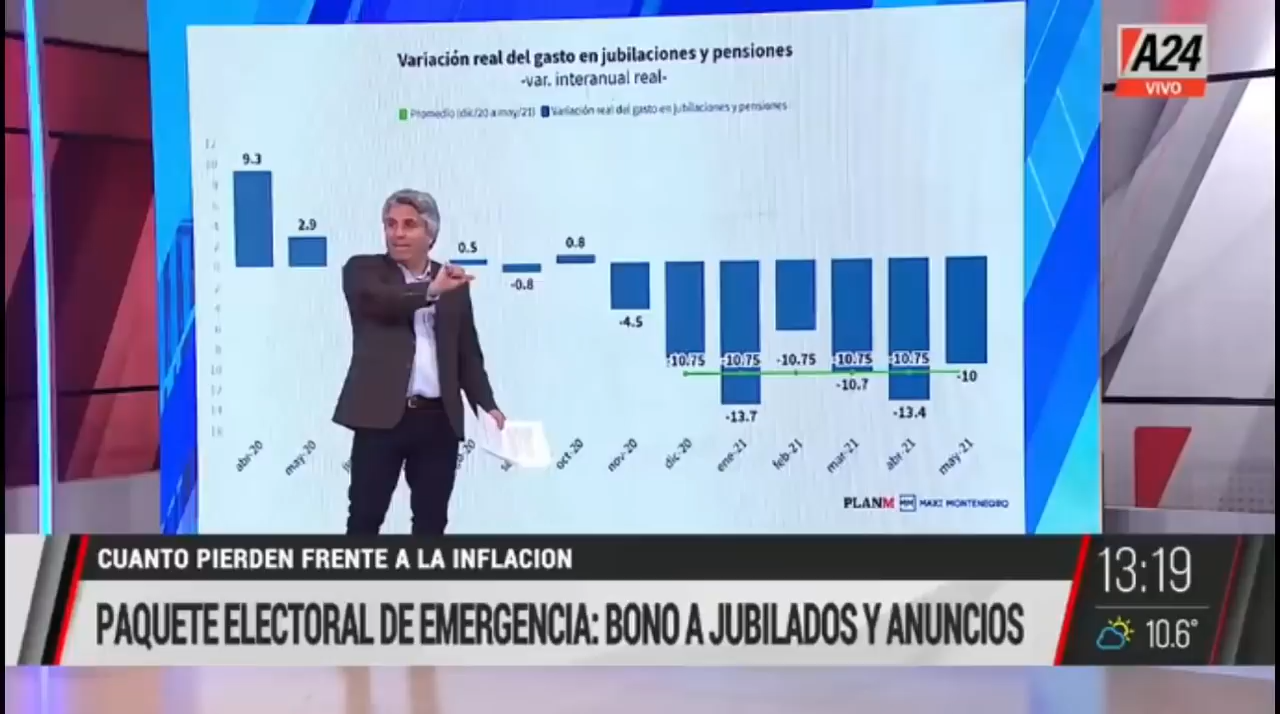 Variación real del gasto en jubilaciones y pensiones
-var. interanual real-
Promedio (dic/20 a may/21) Variación real del gasto en jubilaciones y pensiones
A24
VIVO
12
10
9.3
2.9
0.5
-0.8
0.8
-4.5
-10.75 -10.75 -10.75 -10.75 -10.75
-13.7
-10.7
-13.4
-10
abr-20 may-20 oct-20 nov-20 dic-20 ene-21 feb-21 mar-21 abr-21 may-21
PLANM MM MAXI MONTENEGRO
CUANTO PIERDEN FRENTE A LA INFLACION
PAQUETE ELECTORAL DE EMERGENCIA: BONO A JUBILADOS Y ANUNCIOS
13:19
10.6°